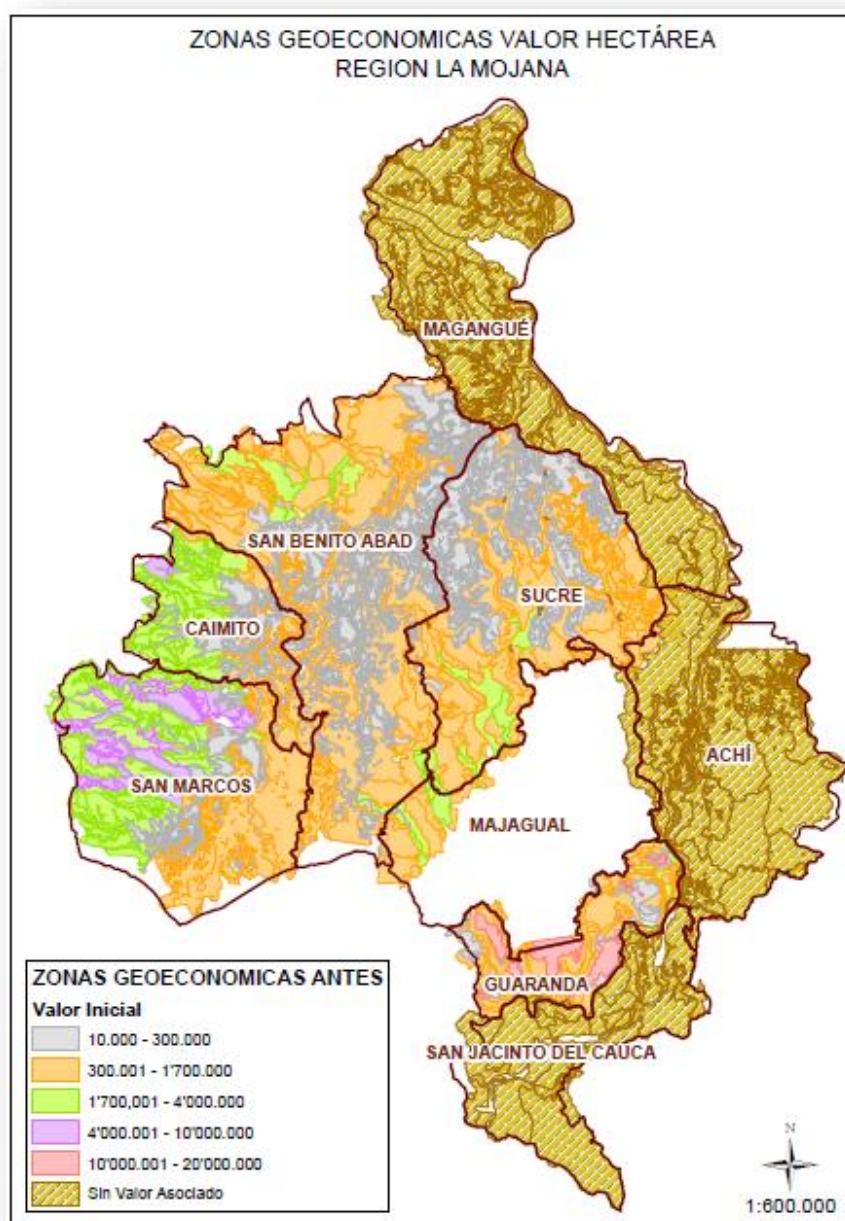 ZONAS GEOECONOMICAS VALOR HECTÁREA
REGION LA MOJANA
MAGANGUÉ
SAN BENITO ABAD
SUCRE
CAIMITO
ACHÍ
SAN MARCOS
MAJAGUAL
GUARANDA
SAN JACINTO DEL CAUCA
ZONAS GEOECONOMICAS ANTES
Valor Inicial
10.000 - 300.000
300.001 - 1'700.000
1'700,001 - 4'000.000
4'000.001 - 10'000.000
10'000.001 - 20'000.000
Sin Valor Asociado
N
1:600.000